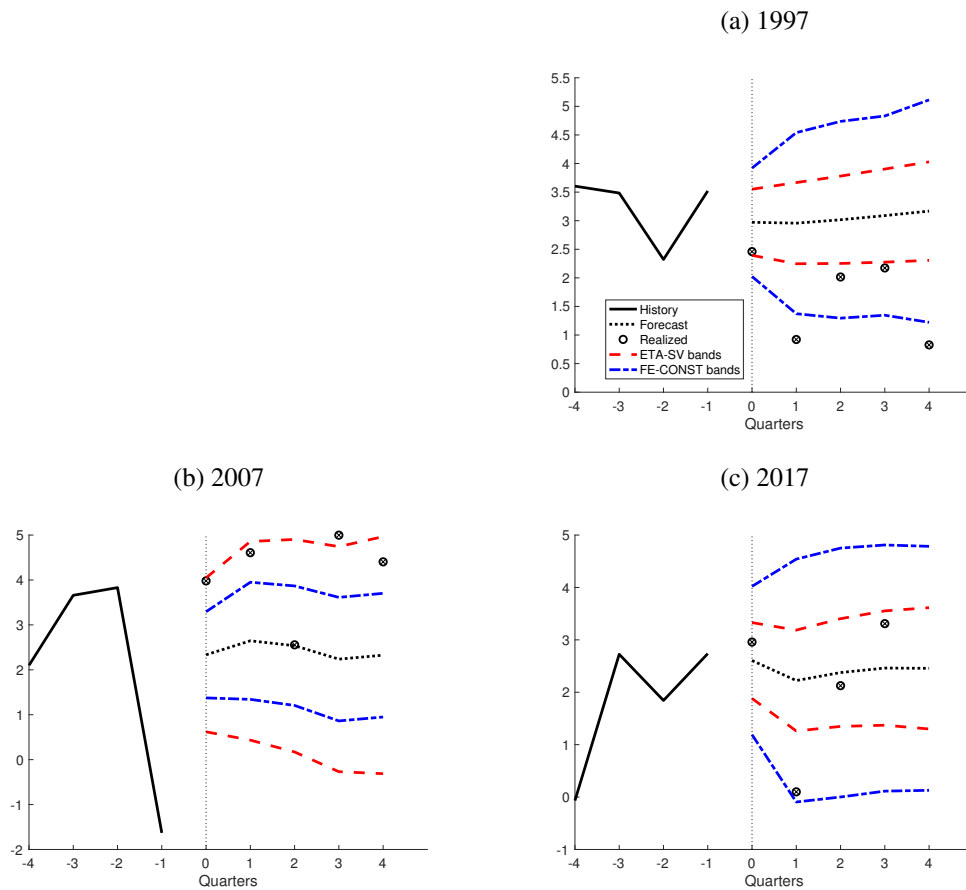 (a) 1997
5.5
5
4.5
4
3.5
3
2.5
2
1.5
1
0.5
0
History
Forecast
Realized
ETA-SV bands
FE-CONST bands
-4 -3 -2 -1 0 1 2 3 4
Quarters
(b) 2007
5
4
3
2
1
0
-1
-2
-4 -3 -2 -1 0 1 2 3 4
Quarters
(c) 2017
5
4
3
2
1
0
-1
-4 -3 -2 -1 0 1 2 3 4
Quarters